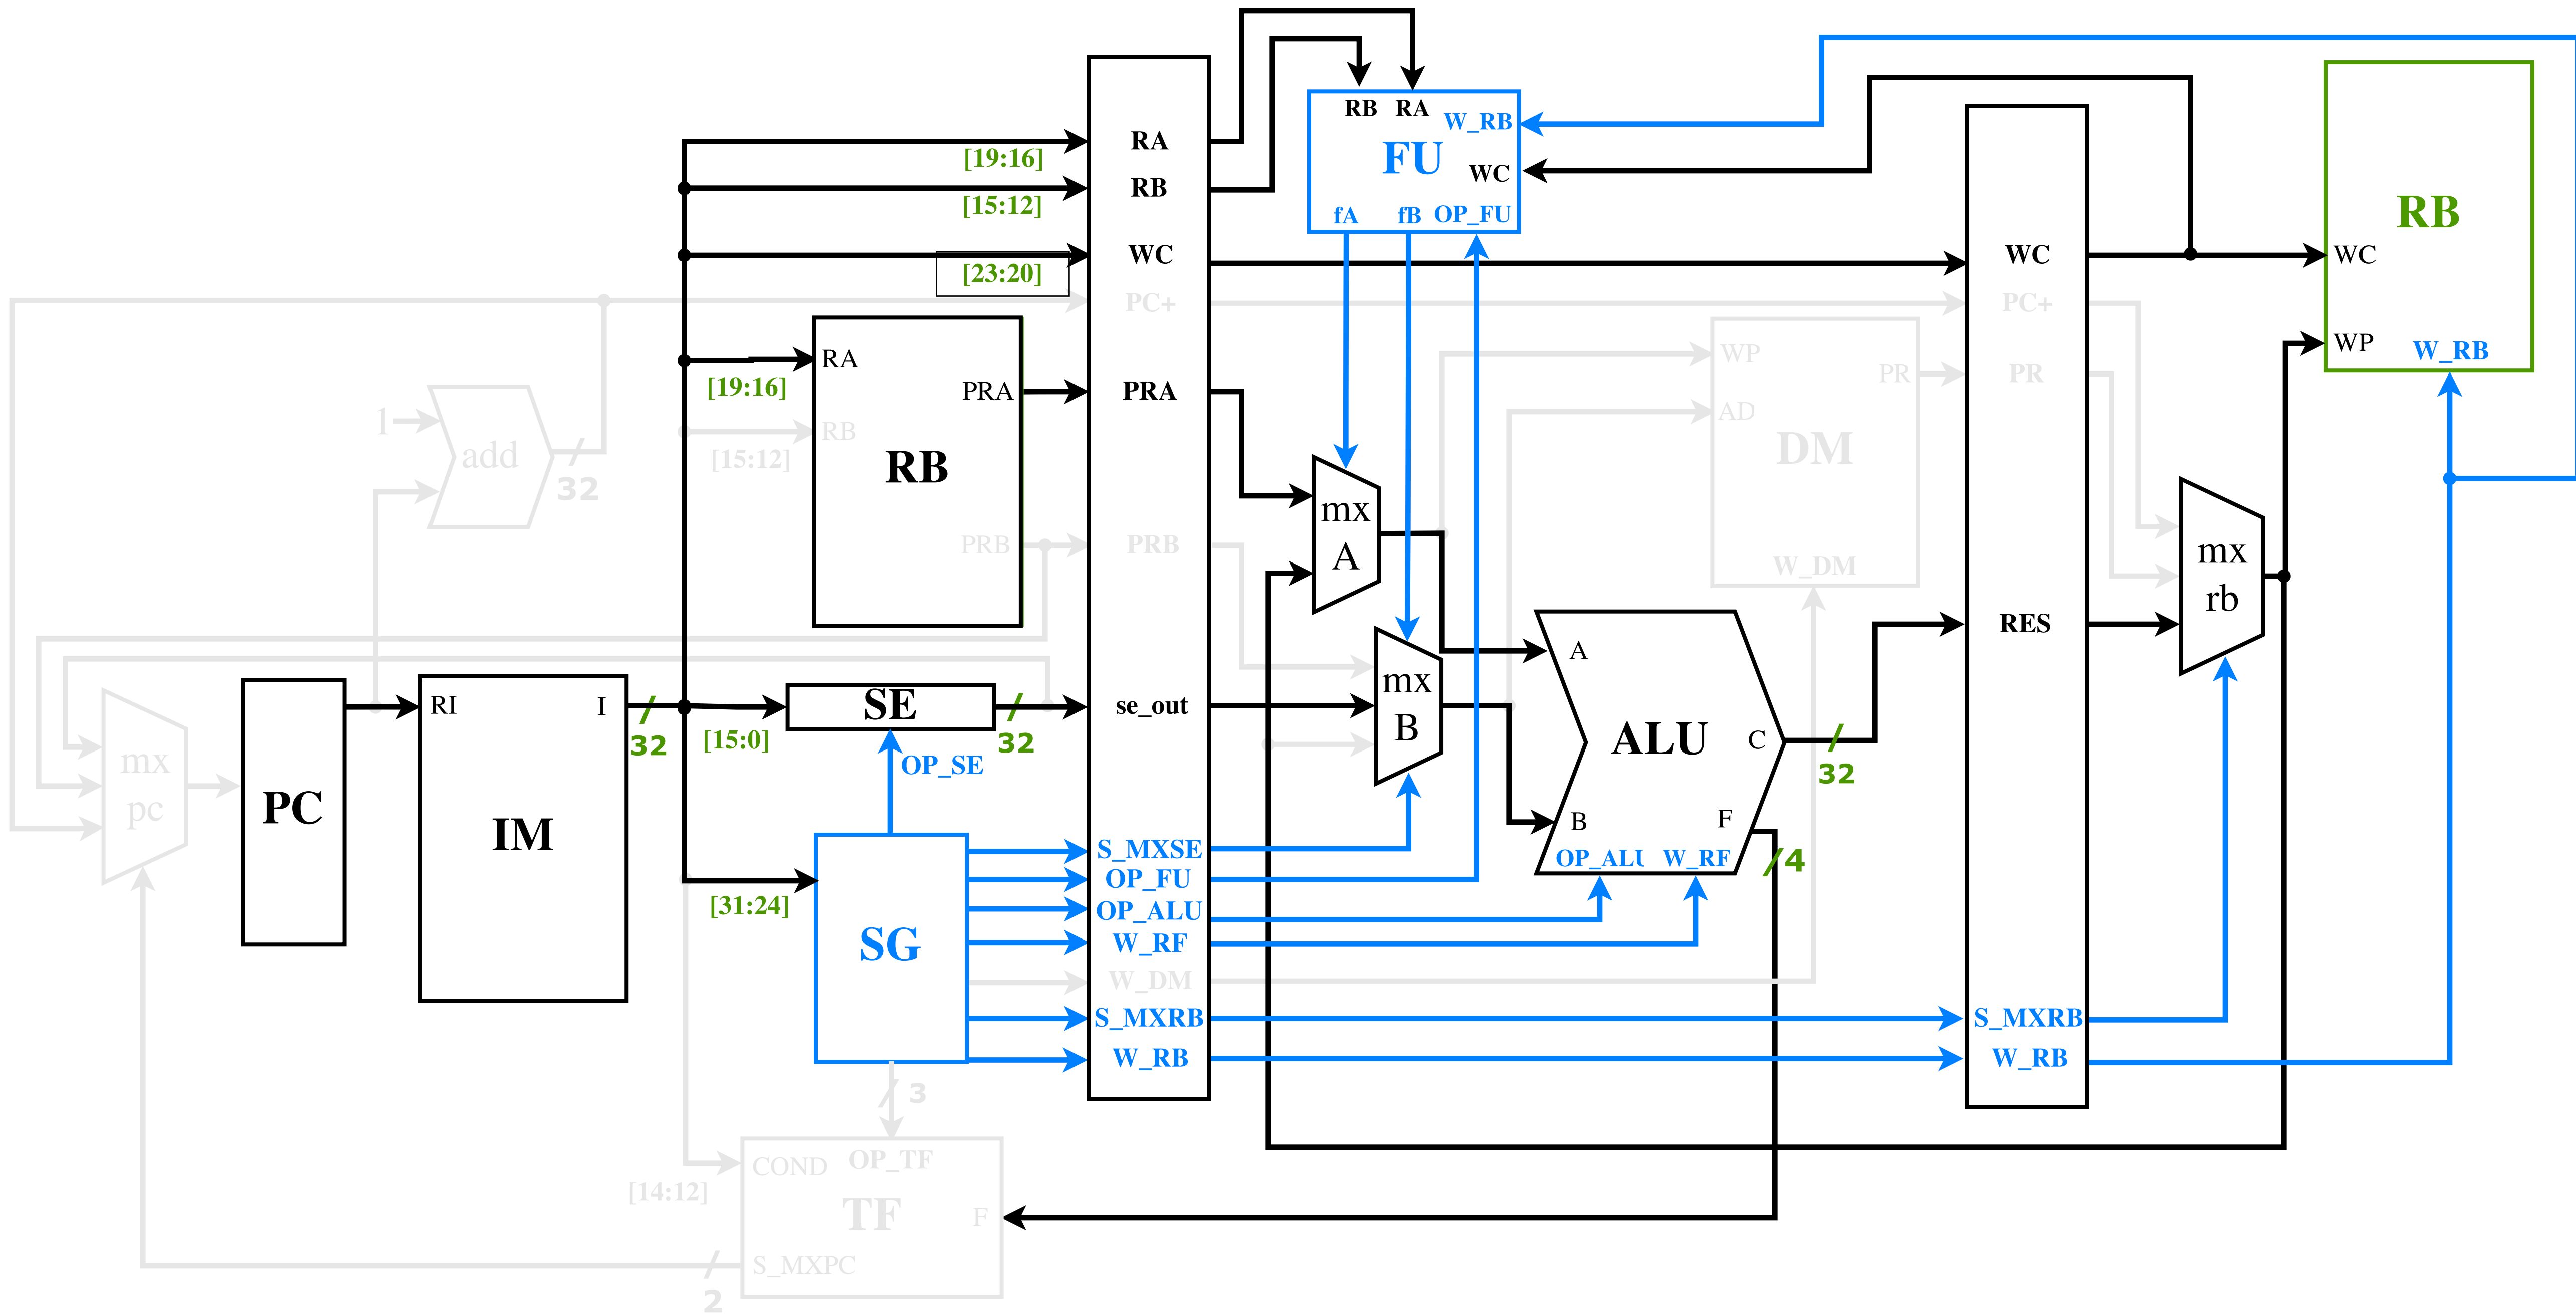 RA
RB
WC
PC+
PRA
PRB
se_out
S_MXSE
OP_FU
OP_ALU
W_RF
W_DM
S_MXRB
W_RB
[19:16]
[15:12]
[23:20]
RB RA
W_RB
FU
WC
fA fB OP_FU
WC
PC+
PR
RES
S_MXRB
W_RB
RB
WC
WP
W_RB
RA
[19:16]
PRA
RB
[15:12]
RB
PRB
1
add
32
mx
A
mx
B
WP
PR
AD
DM
W_DM
mx
rb
mx
pc
PC
RI I
IM
32
[15:0]
SE
32
OP_SE
A
ALU
C
B
F
OP_ALU W_RF
32
4
[31:24]
SG
3
COND OP_TF
[14:12]
TF
F
S_MXPC
2